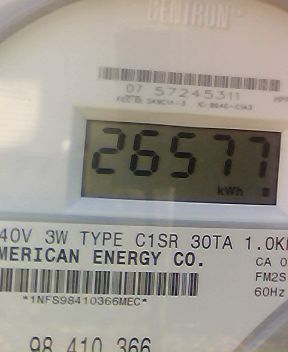 CENTRON
07 57245311
26577
kWh
40V 3W TYPE C1SR 30TA 1.0K
MERICAN ENERGY CO.
CA 0
FM2S
60Hz
*1NFS98410366MEC*
98 410 366